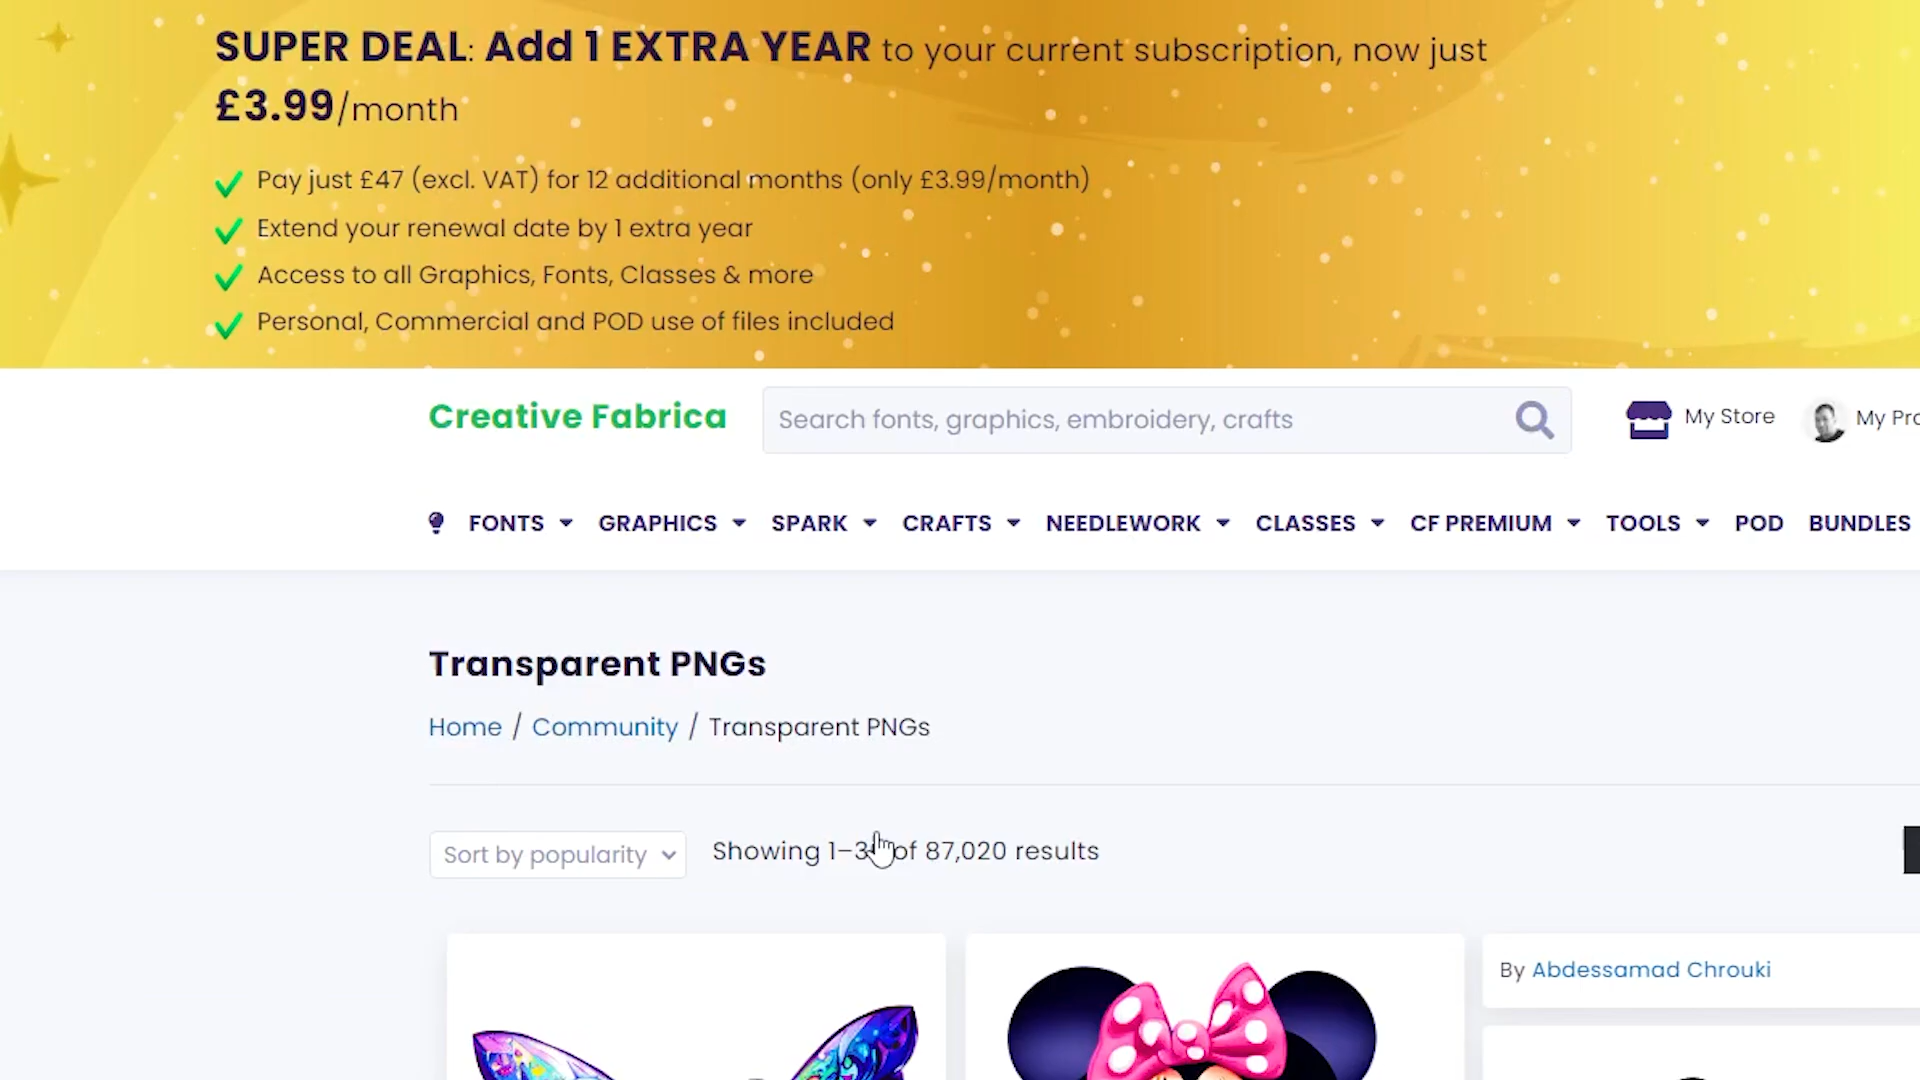 SUPER DEAL: Add 1 EXTRA YEAR to your current subscription, now just
£3.99/month
Pay just £47 (excl. VAT) for 12 additional months (only £3.99/month)
Extend your renewal date by 1 extra year
Access to all Graphics, Fonts, Classes & more
Personal, Commercial and POD use of files included
Creative Fabrica
Search fonts, graphics, embroidery, crafts
My Store
My Pro
FONTS GRAPHICS SPARK CRAFTS NEEDLEWORK CLASSES CF PREMIUM TOOLS POD BUNDLES
Transparent PNGs
Home / Community / Transparent PNGs
Sort by popularity
Showing of 87,020 results
By Abdessamad Chrouki